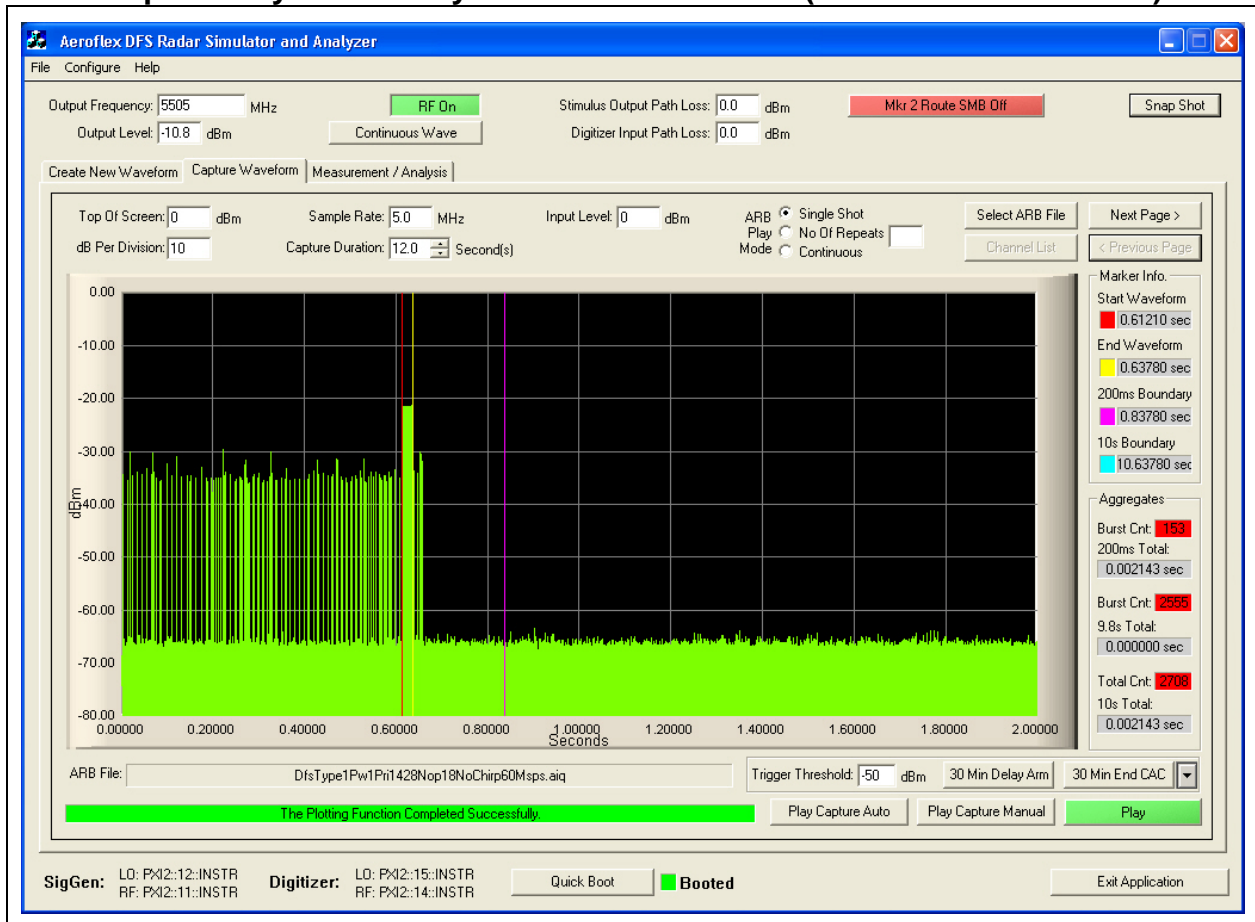 Aeroflex DFS Radar Simulator and Analyzer
File Configure Help
Output Frequency: 5505 MHz
RF On
Stimulus Output Path Loss: 0.0 dBm
Mkr 2 Route SMB Off
Snap Shot
Output Level: -10.8 dBm
Continuous Wave
Digitizer Input Path Loss: 0.0 dBm
Create New Waveform Capture Waveform Measurement / Analysis
Top Of Screen: 0 dBm
Sample Rate: 5.0 MHz
Input Level: 0 dBm
ARB Play Mode
Single Shot
No Of Repeats
Continuous
Select ARB File
Next Page >
dB Per Division: 10
Capture Duration: 12.0 Second(s)
Channel List
< Previous Page
0.00
-10.00
-20.00
-30.00
-40.00
-50.00
-60.00
-70.00
-80.00
dBm
0.00000 0.20000 0.40000 0.60000 0.80000 1.00000 1.20000 1.40000 1.60000 1.80000 2.00000
Seconds
Marker Info.
Start Waveform
0.61210 sec
End Waveform
0.63780 sec
200ms Boundary
0.83780 sec
10s Boundary
10.63780 sec
Aggregates
Burst Cnt: 153
200ms Total:
0.002143 sec
Burst Cnt: 2555
9.8s Total:
0.000000 sec
Total Cnt: 2708
10s Total:
0.002143 sec
ARB File: DfsType1Pw1Pri1428Nop18NoChirp60Msps.aiq
Trigger Threshold: -50 dBm
30 Min Delay Arm
30 Min End CAC
The Plotting Function Completed Successfully.
Play Capture Auto
Play Capture Manual
Play
SigGen: LO: PXI2::12::INSTR
RF: PXI2::11::INSTR
Digitizer: LO: PXI2::15::INSTR
RF: PXI2::14::INSTR
Quick Boot
Booted
Exit Application